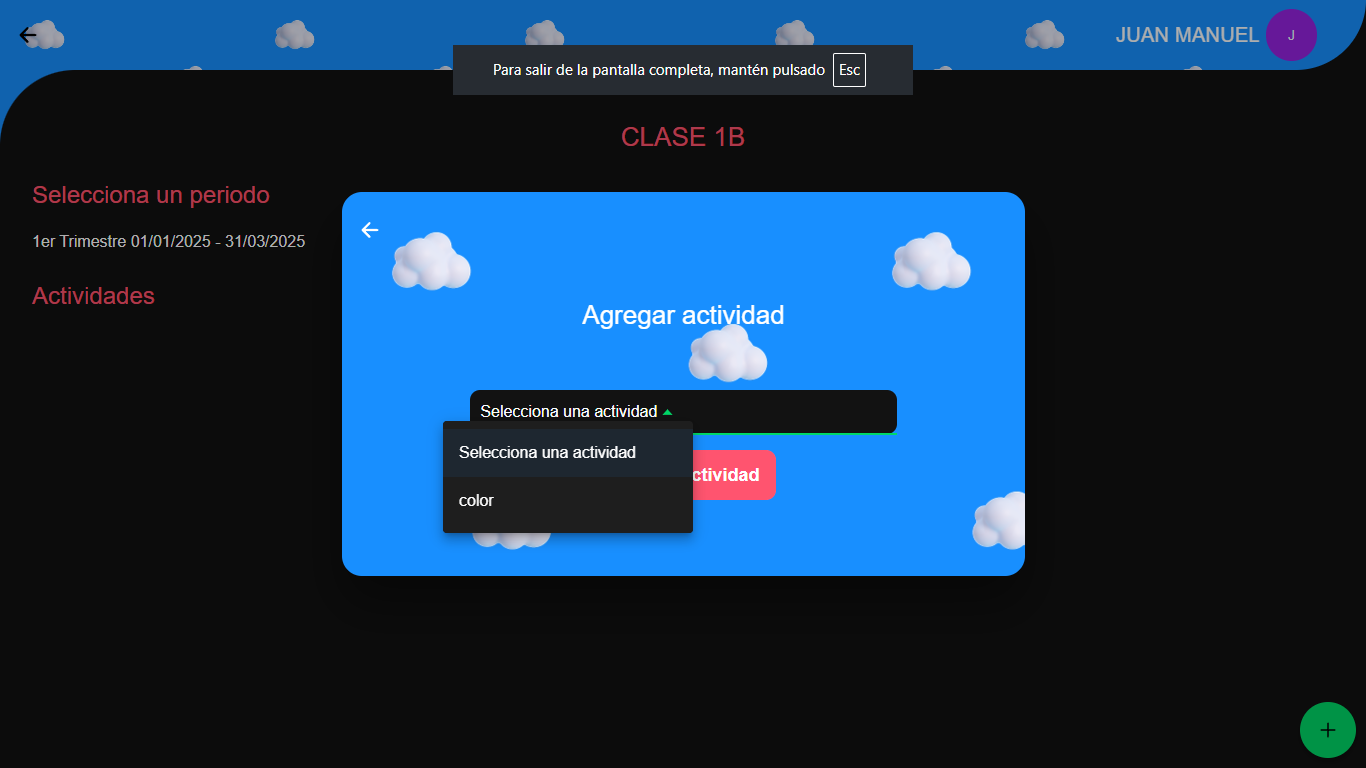 JUAN MANUEL J
Para salir de la pantalla completa, mantén pulsado Esc
CLASE 1B
Selecciona un periodo
1er Trimestre 01/01/2025 - 31/03/2025
Actividades
Agregar actividad
Selecciona una actividad
Selecciona una actividad
color
ctividad